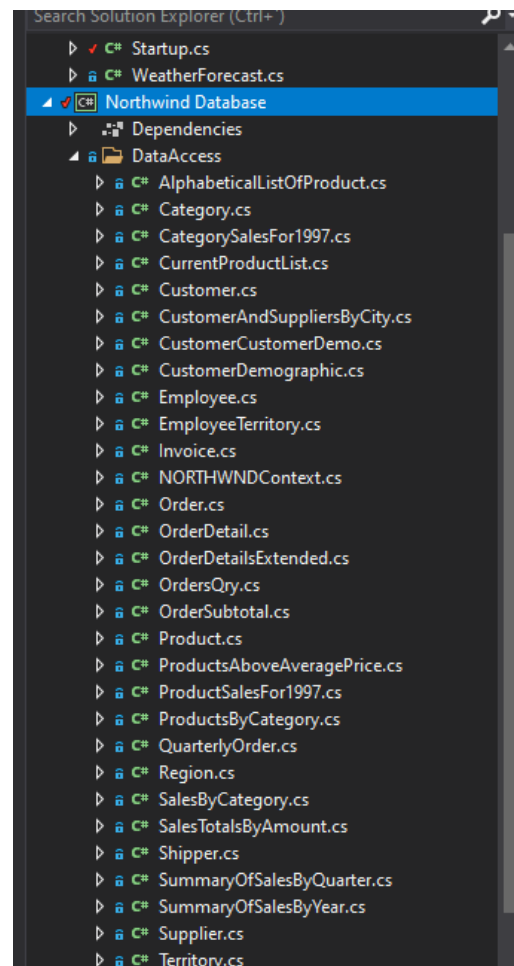 Search Solution Explorer (Ctrl+')
C# Startup.cs
C# WeatherForecast.cs
C# Northwind Database
Dependencies
DataAccess
C# AlphabeticalListOfProduct.cs
C# Category.cs
C# CategorySalesFor1997.cs
C# CurrentProductList.cs
C# Customer.cs
C# CustomerAndSuppliersByCity.cs
C# CustomerCustomerDemo.cs
C# CustomerDemographic.cs
C# Employee.cs
C# EmployeeTerritory.cs
C# Invoice.cs
C# NORTHWNDContext.cs
C# Order.cs
C# OrderDetail.cs
C# OrderDetailsExtended.cs
C# OrdersQry.cs
C# OrderSubtotal.cs
C# Product.cs
C# ProductsAboveAveragePrice.cs
C# ProductSalesFor1997.cs
C# ProductsByCategory.cs
C# QuarterlyOrder.cs
C# Region.cs
C# SalesByCategory.cs
C# SalesTotalsByAmount.cs
C# Shipper.cs
C# SummaryOfSalesByQuarter.cs
C# SummaryOfSalesByYear.cs
C# Supplier.cs
C# Territory.cs